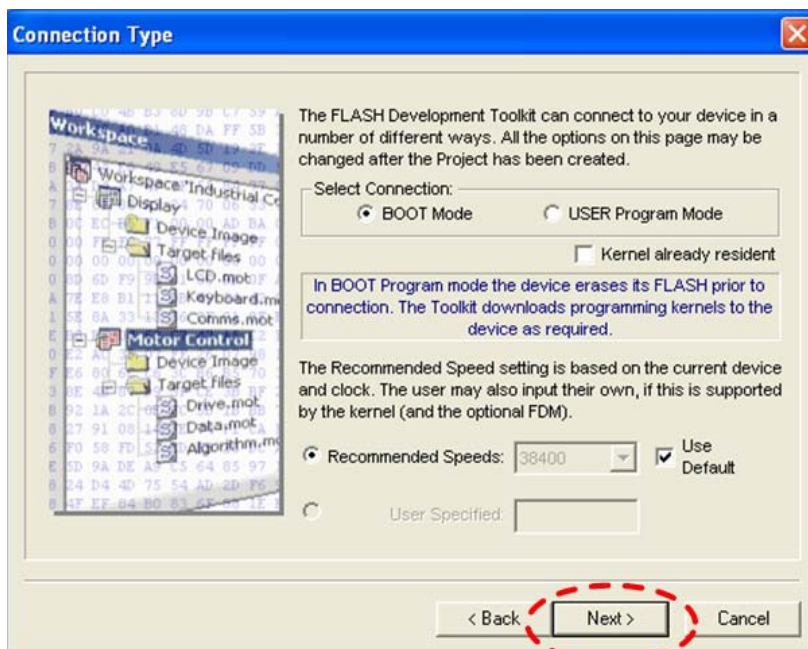 Connection Type
The FLASH Development Toolkit can connect to your device in a
number of different ways. All the options on this page may be
changed after the Project has been created.
Select Connection:
BOOT Mode
USER Program Mode
Kernel already resident
In BOOT Program mode the device erases its FLASH prior to
connection. The Toolkit downloads programming kernels to the
device as required.
The Recommended Speed setting is based on the current device
and clock. The user may also input their own, if this is supported
by the kernel (and the optional FDM).
Recommended Speeds:
38400
Use
Default
User Specified:
Workspace
Workspace 'Industrial Co
Display
Device Image
Target files
LCD.mot
Keyboard.m
Comms.mot
Motor Control
Device Image
Target files
Drive.mot
Data.mot
Algorithm.mo
< Back
Next >
Cancel